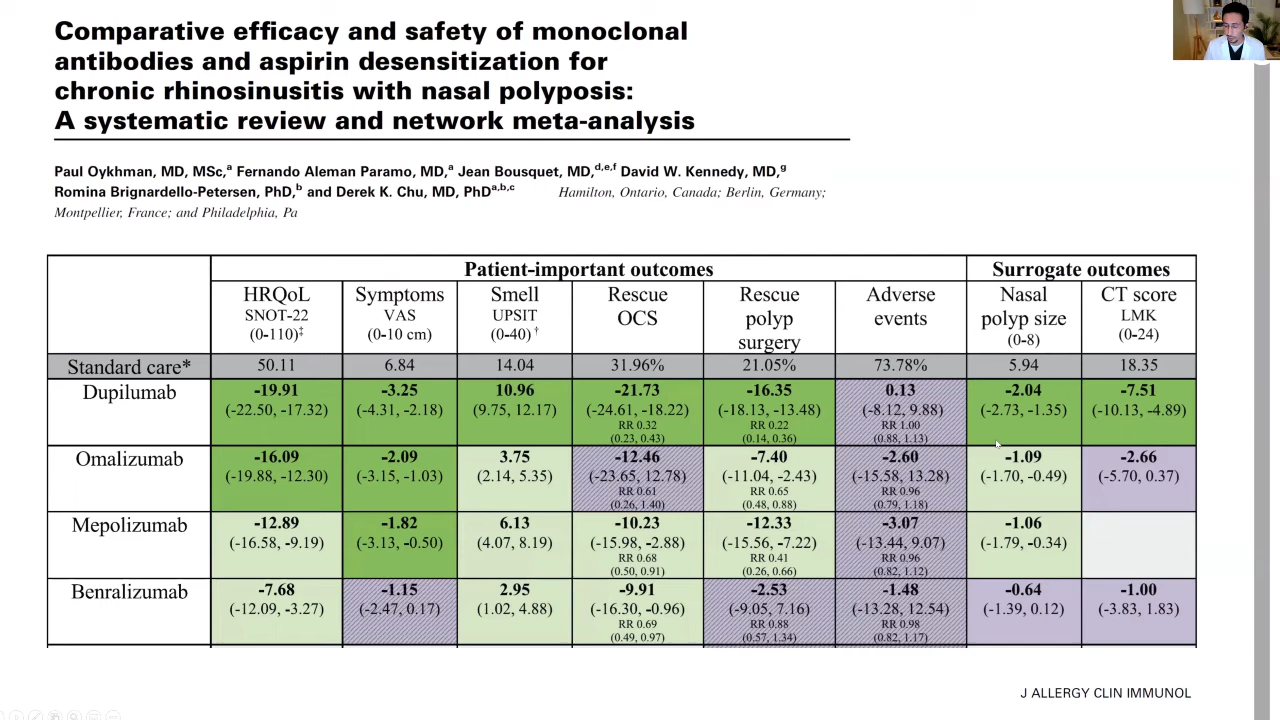 Comparative efficacy and safety of monoclonal
antibodies and aspirin desensitization for
chronic rhinosinusitis with nasal polyposis:
A systematic review and network meta-analysis
Paul Oykhman, MD, MSc,a Fernando Aleman Paramo, MD,a Jean Bousquet, MD,d,e,f David W. Kennedy, MD,g
Romina Brignardello-Petersen, PhD,b and Derek K. Chu, MD, PhDa,b,c Hamilton, Ontario, Canada; Berlin, Germany;
Montpellier, France; and Philadelphia, Pa
Patient-important outcomes Surrogate outcomes
HRQoL Symptoms Smell Rescue Rescue Adverse Nasal CT score
SNOT-22 VAS UPSIT OCS polyp events polyp size LMK
(0-110)‡ (0-10 cm) (0-40) † surgery (0-8) (0-24)
Standard care* 50.11 6.84 14.04 31.96% 21.05% 73.78% 5.94 18.35
Dupilumab -19.91 -3.25 10.96 -21.73 -16.35 0.13 -2.04 -7.51
(-22.50, -17.32) (-4.31, -2.18) (9.75, 12.17) (-24.61, -18.22) (-18.13, -13.48) (-8.12, 9.88) (-2.73, -1.35) (-10.13, -4.89)
RR 0.32 RR 0.22 RR 1.00
(0.23, 0.43) (0.14, 0.36) (0.88, 1.13)
Omalizumab -16.09 -2.09 3.75 -12.46 -7.40 -2.60 -1.09 -2.66
(-19.88, -12.30) (-3.15, -1.03) (2.14, 5.35) (-23.65, 12.78) (-11.04, -2.43) (-15.58, 13.28) (-1.70, -0.49) (-5.70, 0.37)
RR 0.61 RR 0.65 RR 0.96
(0.26, 1.40) (0.48, 0.88) (0.79, 1.18)
Mepolizumab -12.89 -1.82 6.13 -10.23 -12.33 -3.07 -1.06
(-16.58, -9.19) (-3.13, -0.50) (4.07, 8.19) (-15.98, -2.88) (-15.56, -7.22) (-13.44, 9.07) (-1.79, -0.34)
RR 0.68 RR 0.41 RR 0.96
(0.50, 0.91) (0.26, 0.66) (0.82, 1.12)
Benralizumab -7.68 -1.15 2.95 -9.91 -2.53 -1.48 -0.64 -1.00
(-12.09, -3.27) (-2.47, 0.17) (1.02, 4.88) (-16.30, -0.96) (-9.05, 7.16) (-13.28, 12.54) (-1.39, 0.12) (-3.83, 1.83)
RR 0.69 RR 0.88 RR 0.98
(0.49, 0.97) (0.57, 1.34) (0.82, 1.17)
J ALLERGY CLIN IMMUNOL